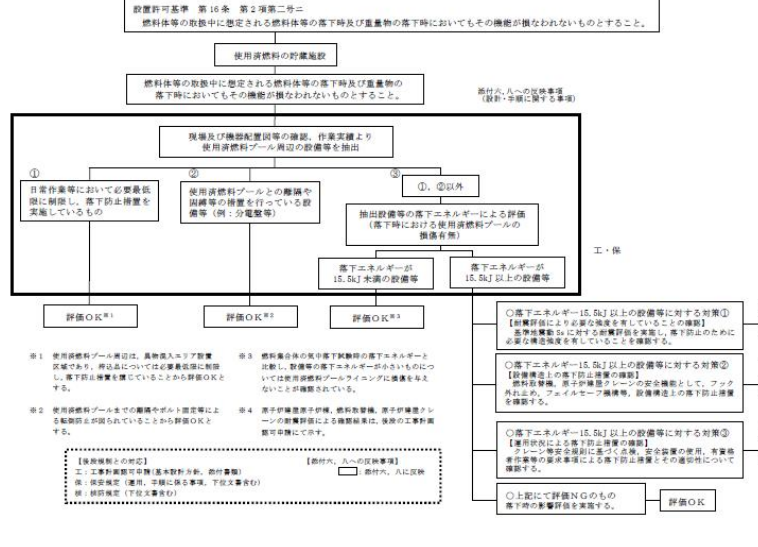 設置許可基準 第16条 第2項第二号ニ
燃料体等の取扱中に想定される燃料体等の落下時及び重量物の落下時においてもその機能が損なわれないものとすること。
使用済燃料の貯蔵施設
燃料体等の取扱中に想定される燃料体等の落下時及び重量物の
落下時においてもその機能が損なわれないものとすること。
添付六,八への反映事項
(設計・手順に関する事項)
現場及び機器配置図等の確認、作業実績より
使用済燃料プール周辺の設備等を抽出
①
日常作業等において必要最低
限に制限し、落下防止措置を
実施しているもの
②
使用済燃料プールとの離隔や
固縛等の措置を行っている設
備等(例:分電盤等)
③
①、②以外
抽出設備等の落下エネルギーによる評価
(落下時における使用済燃料プールの
損傷有無)
工・保
落下エネルギーが
15.5kJ未満の設備等
落下エネルギーが
15.5kJ以上の設備等
評価OK※1
評価OK※2
評価OK※3
○落下エネルギー15.5kJ以上の設備等に対する対策①
【耐震評価により必要な強度を有していることの確認】
基準地震動Ssに対する耐震評価を実施し、落下防止のために
必要な構造強度を有していることを確認する。
○落下エネルギー15.5kJ以上の設備等に対する対策②
【設備構造上の落下防止措置の確認】
燃料取替機、原子炉建屋クレーンの安全機能として、フック
外れ止め、フェイルセーフ機構等、設備構造上の落下防止措置
を確認する。
○落下エネルギー15.5kJ以上の設備等に対する対策③
【運用状況による落下防止措置の確認】
クレーン等安全規則に基づく点検、安全装置の使用、有資格
者作業等の要求事項による落下防止措置とその適切性について
確認する。
○上記にて評価NGのもの
落下時の影響評価を実施する。
評価OK
※1 使用済燃料プール周辺は、異物混入エリア設置
区域であり、持込品については必要最低限に制限
し、落下防止措置を講じていることから評価OKと
する。
※2 使用済燃料プールまでの離隔やボルト固定等によ
る転倒防止が図られていることから評価OKと
する。
※3 燃料集合体の気中落下試験時の落下エネルギーと
比較し、設備等の落下エネルギーが小さいものにつ
いては使用済燃料プールライニングに損傷を与え
ないことが確認されている。
※4 原子炉建屋原子炉棟、燃料取替機、原子炉建屋クレ
ーンの耐震評価による確認結果は、後段の工事計画
認可申請にて示す。
【後段規制との対応】
工:工事計画認可申請(基本設計方針、添付書類)
保:保安規定(運用、手順に係る事項、下位文書含む)
核:核防規定(下位文書含む)
【添付六、八への反映事項】
:添付六、八に反映